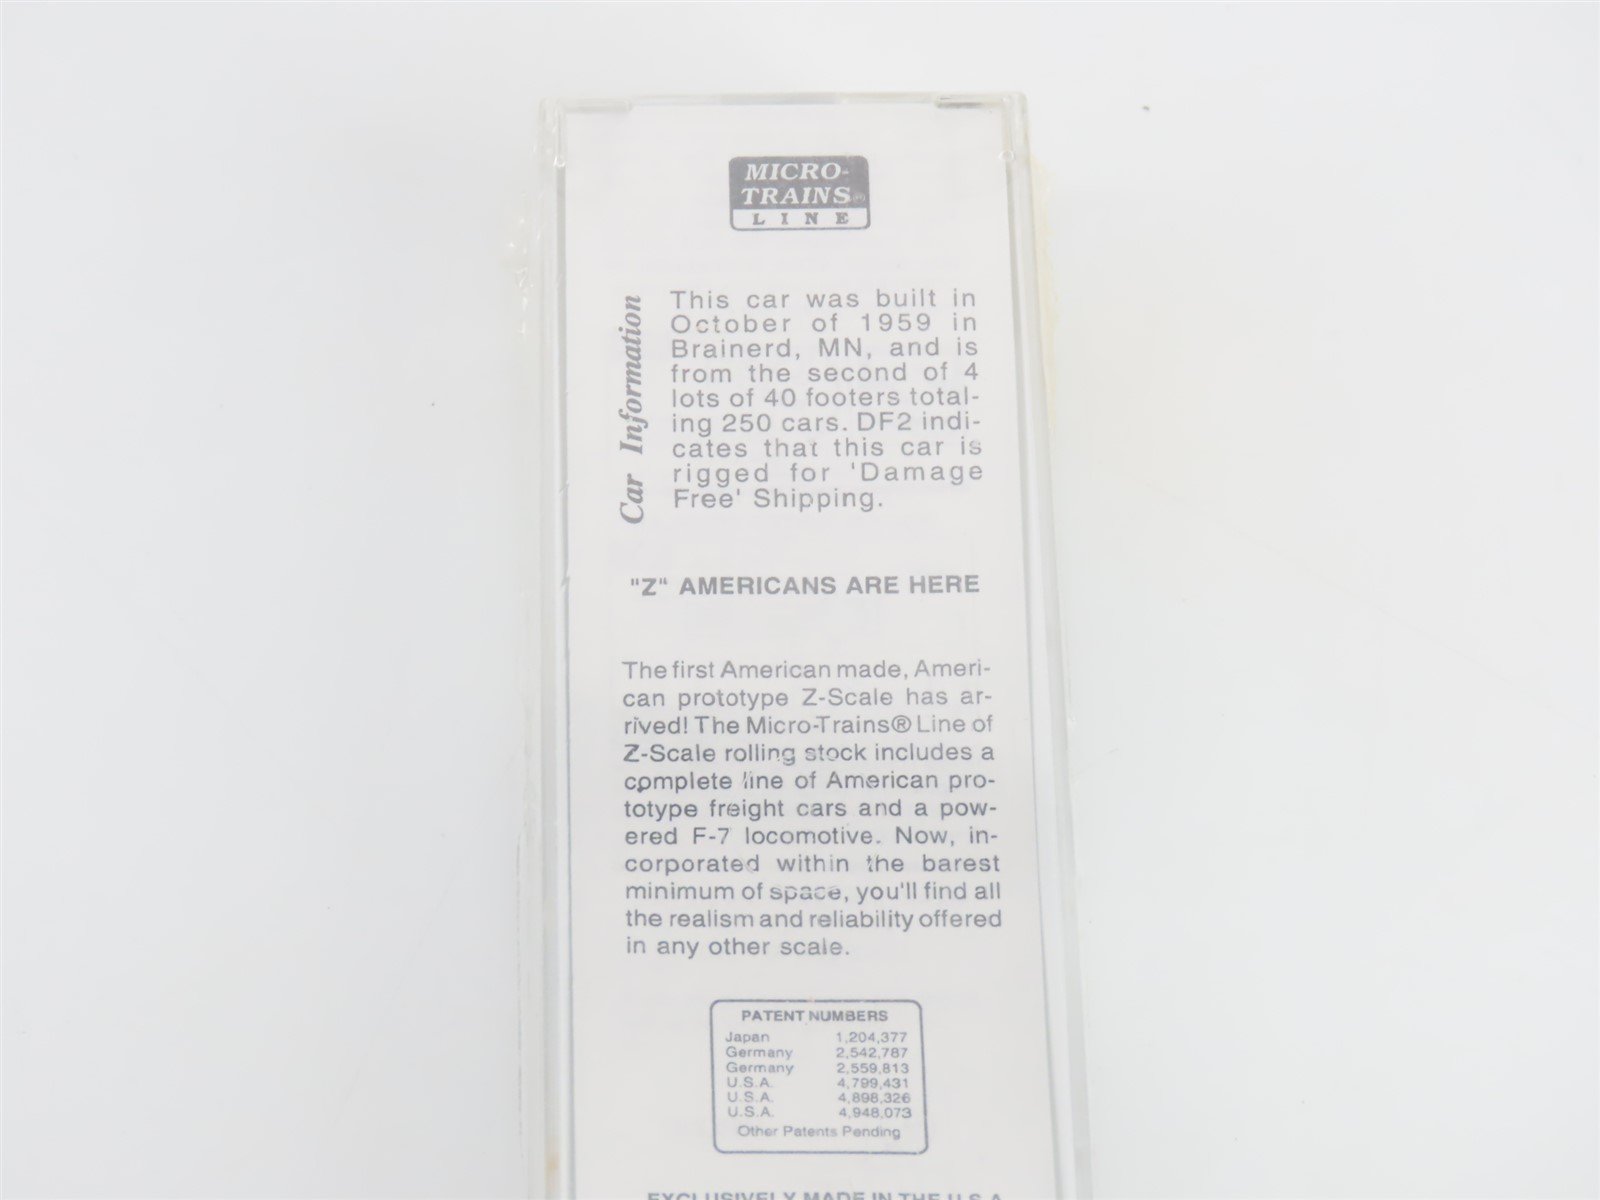 MICRO-
TRAINS®
LINE
Car Information
This car was built in
October of 1959 in
Brainerd, MN, and is
from the second of 4
lots of 40 footers total-
ing 250 cars. DF2 indi-
cates that this car is
rigged for 'Damage
Free' Shipping.
"Z" AMERICANS ARE HERE
The first American made, Ameri-
can prototype Z-Scale has ar-
rived! The Micro-Trains® Line of
Z-Scale rolling stock includes a
complete line of American pro-
totype freight cars and a pow-
ered F-7 locomotive. Now, in-
corporated within the barest
minimum of space, you'll find all
the realism and reliability offered
in any other scale.
PATENT NUMBERS
Japan 1,204,377
Germany 2,542,787
Germany 2,559,813
U.S.A. 4,799,431
U.S.A. 4,898,326
U.S.A. 4,948,073
Other Patents Pending
EXCLUSIVELY MADE IN THE U.S.A